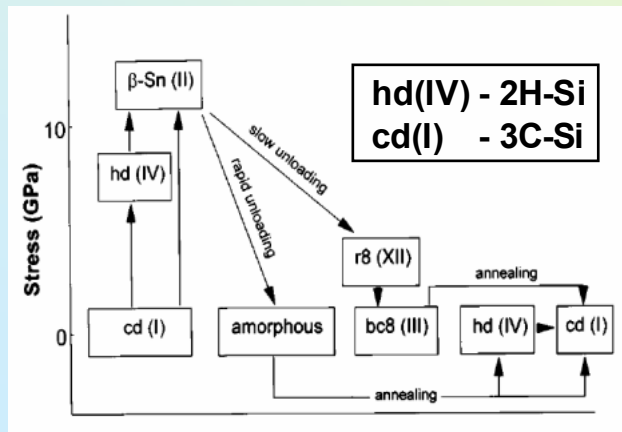 β-Sn (II)
hd(IV) - 2H-Si
cd(I) - 3C-Si
10
hd (IV)
slow unloading
rapid unloading
Stress (GPa)
r8 (XII)
annealing
0
cd (I)
amorphous
bc8 (III)
hd (IV)
cd (I)
annealing